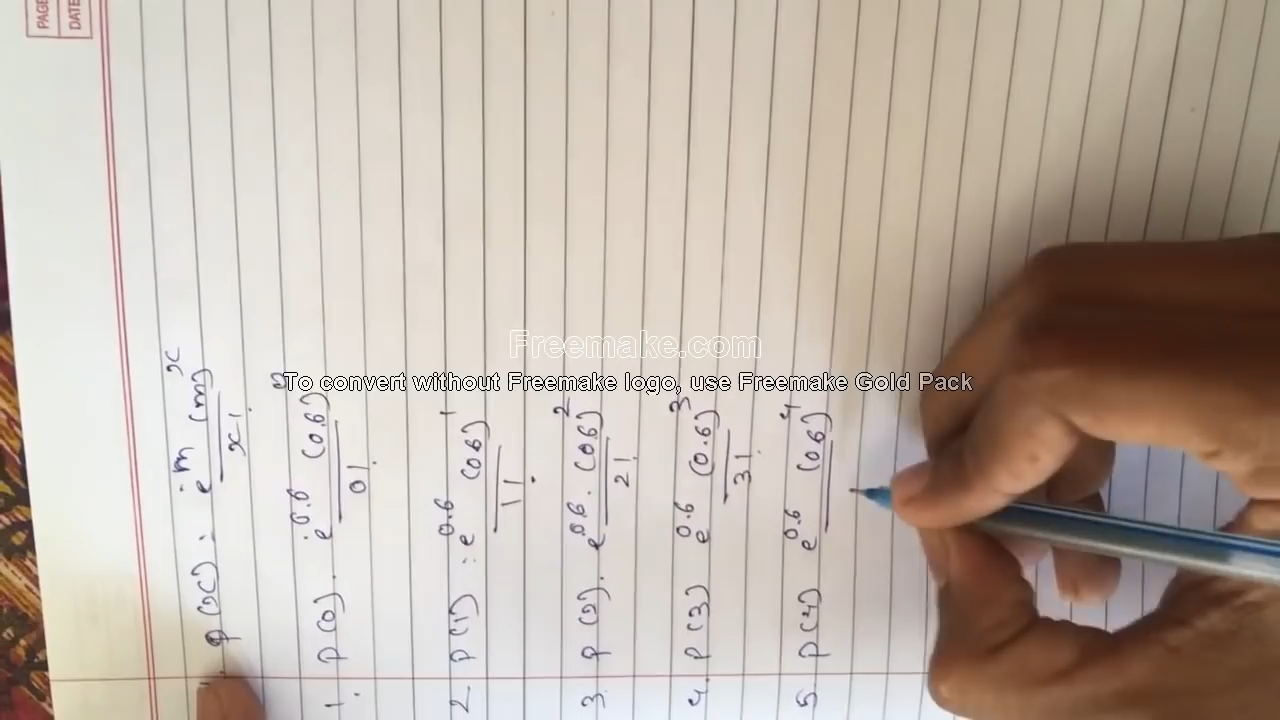 PAGE
DATE
P(x) = e^-m (m)^x / x!
1. P(0) = e^-0.6 (0.6)^0 / 0!
2 P(1) = e^0.6 (0.6)^1 / 1!
3. P(2) = e^0.6 . (0.6)^2 / 2!
4. P(3) e^0.6 (0.6)^3 / 3!
5. P(4) e^0.6 (0.6)^4
Freemake.com
To convert without Freemake logo, use Freemake Gold Pack